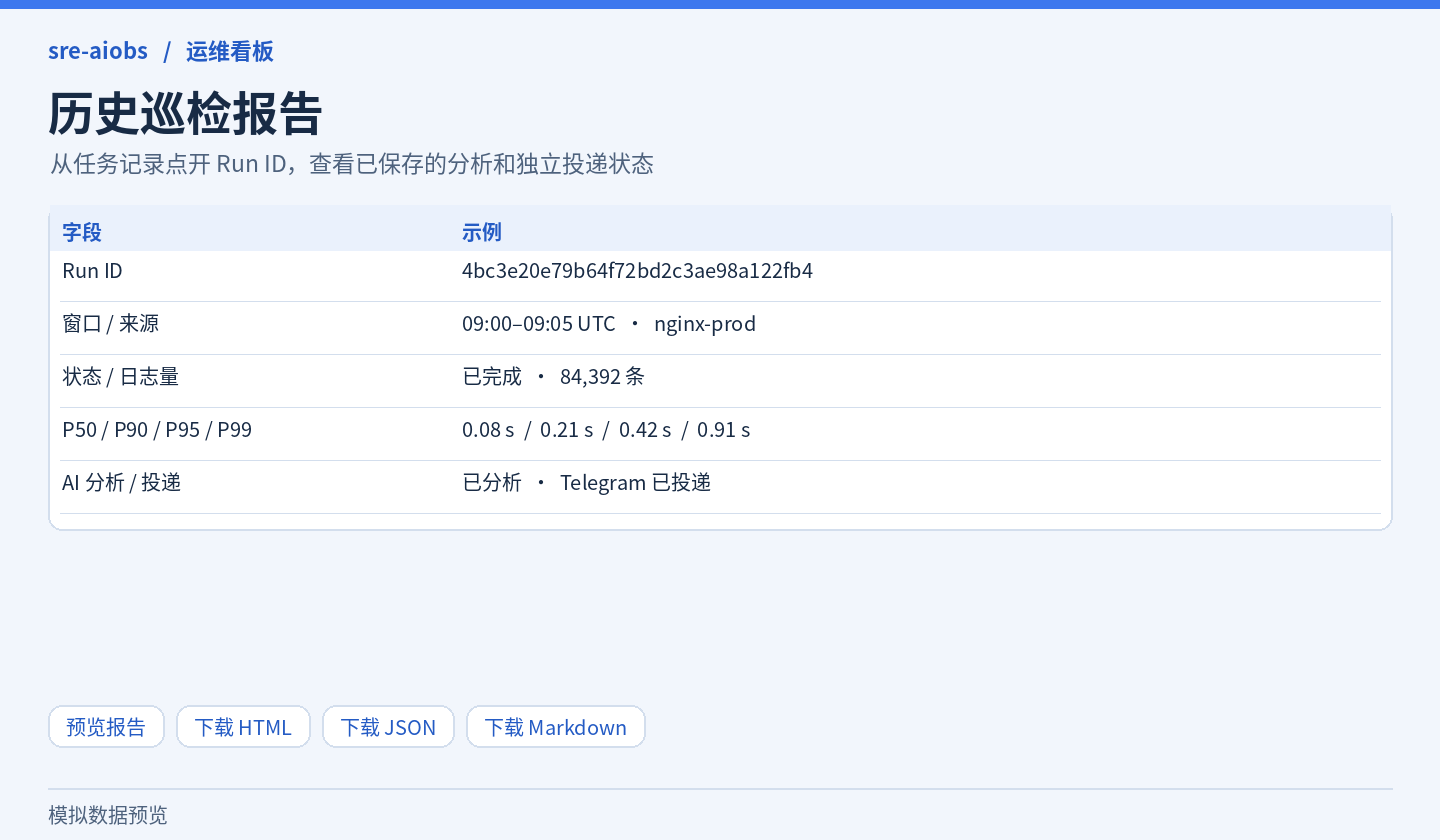 sre-aiobs / 运维看板
历史巡检报告
从任务记录点开 Run ID，查看已保存的分析和独立投递状态
字段 示例
Run ID 4bc3e20e79b64f72bd2c3ae98a122fb4
窗口 / 来源 09:00–09:05 UTC · nginx-prod
状态 / 日志量 已完成 · 84,392 条
P50 / P90 / P95 / P99 0.08 s / 0.21 s / 0.42 s / 0.91 s
AI 分析 / 投递 已分析 · Telegram 已投递
预览报告 下载 HTML 下载 JSON 下载 Markdown
模拟数据预览